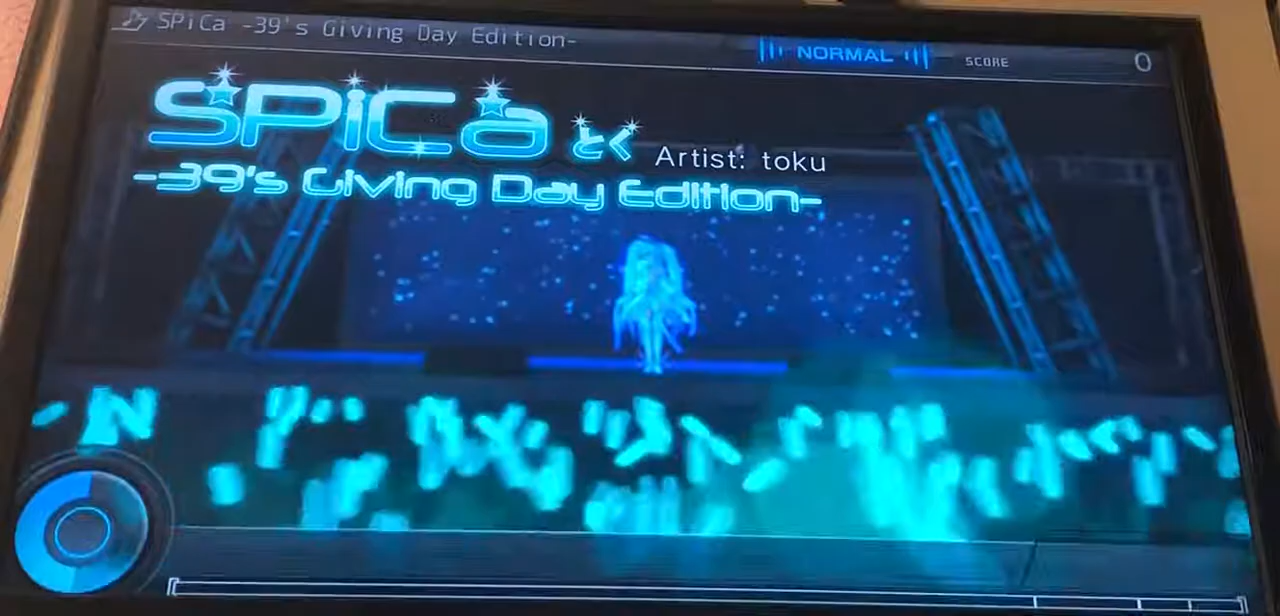 SPiCa -39's Giving Day Edition-
NORMAL
SCORE
0
SPiCa とく Artist: toku
-39's Giving Day Edition-